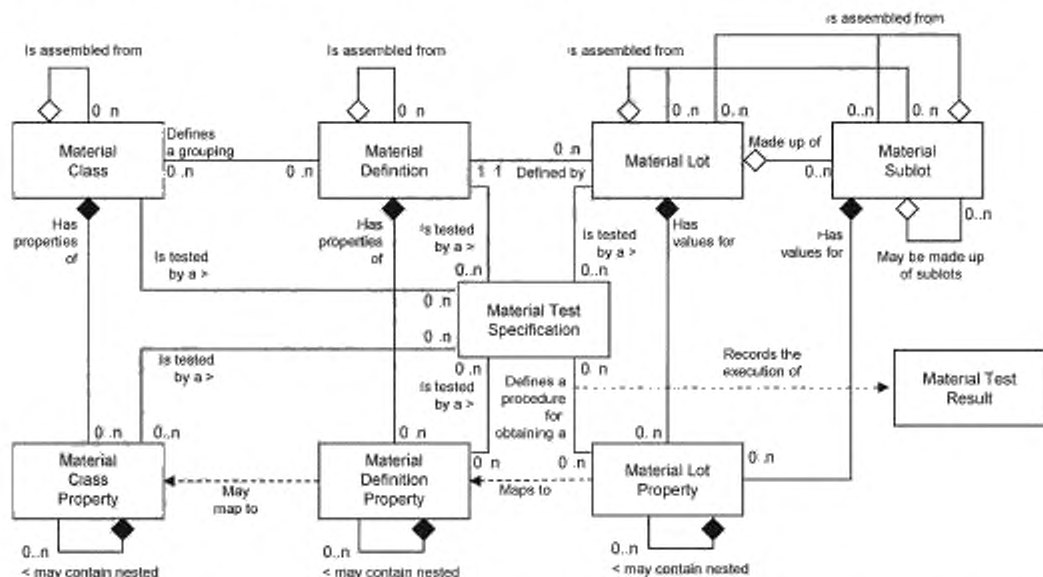 is assembled from
Is assembled from
Is assembled from
is assembled from
0 .n
0 .n
0 .n
0..n
0..n
0. n
Material
Class
Defines
a grouping
0 ..n
0 ..n
Material
Definition
1 1
0 ..n
Defined by
Material Lot
Made up of
0..n
Material
Sublot
Has
properties
of
Is tested
by a >
Has
properties
of
Is tested
by a >
0..n
Is tested
by a >
0..n
Has
values for
Has
values for
0..n
May be made up
of sublots
0 .n
0 .n
Material Test
Specification
Is tested
by a >
0..n
Is tested
by a >
0 .n
Defines a
procedure
for
obtaining a
Records the
execution of
Material Test
Result
0 .n
0..n
0 .n
0 .n
0 .n
0. n
0 .n
Material
Class
Property
May
map to
Material
Definition
Property
Maps to
Material Lot
Property
0..n
< may contain nested
0..n
< may contain nested
0..n
< may contain nested